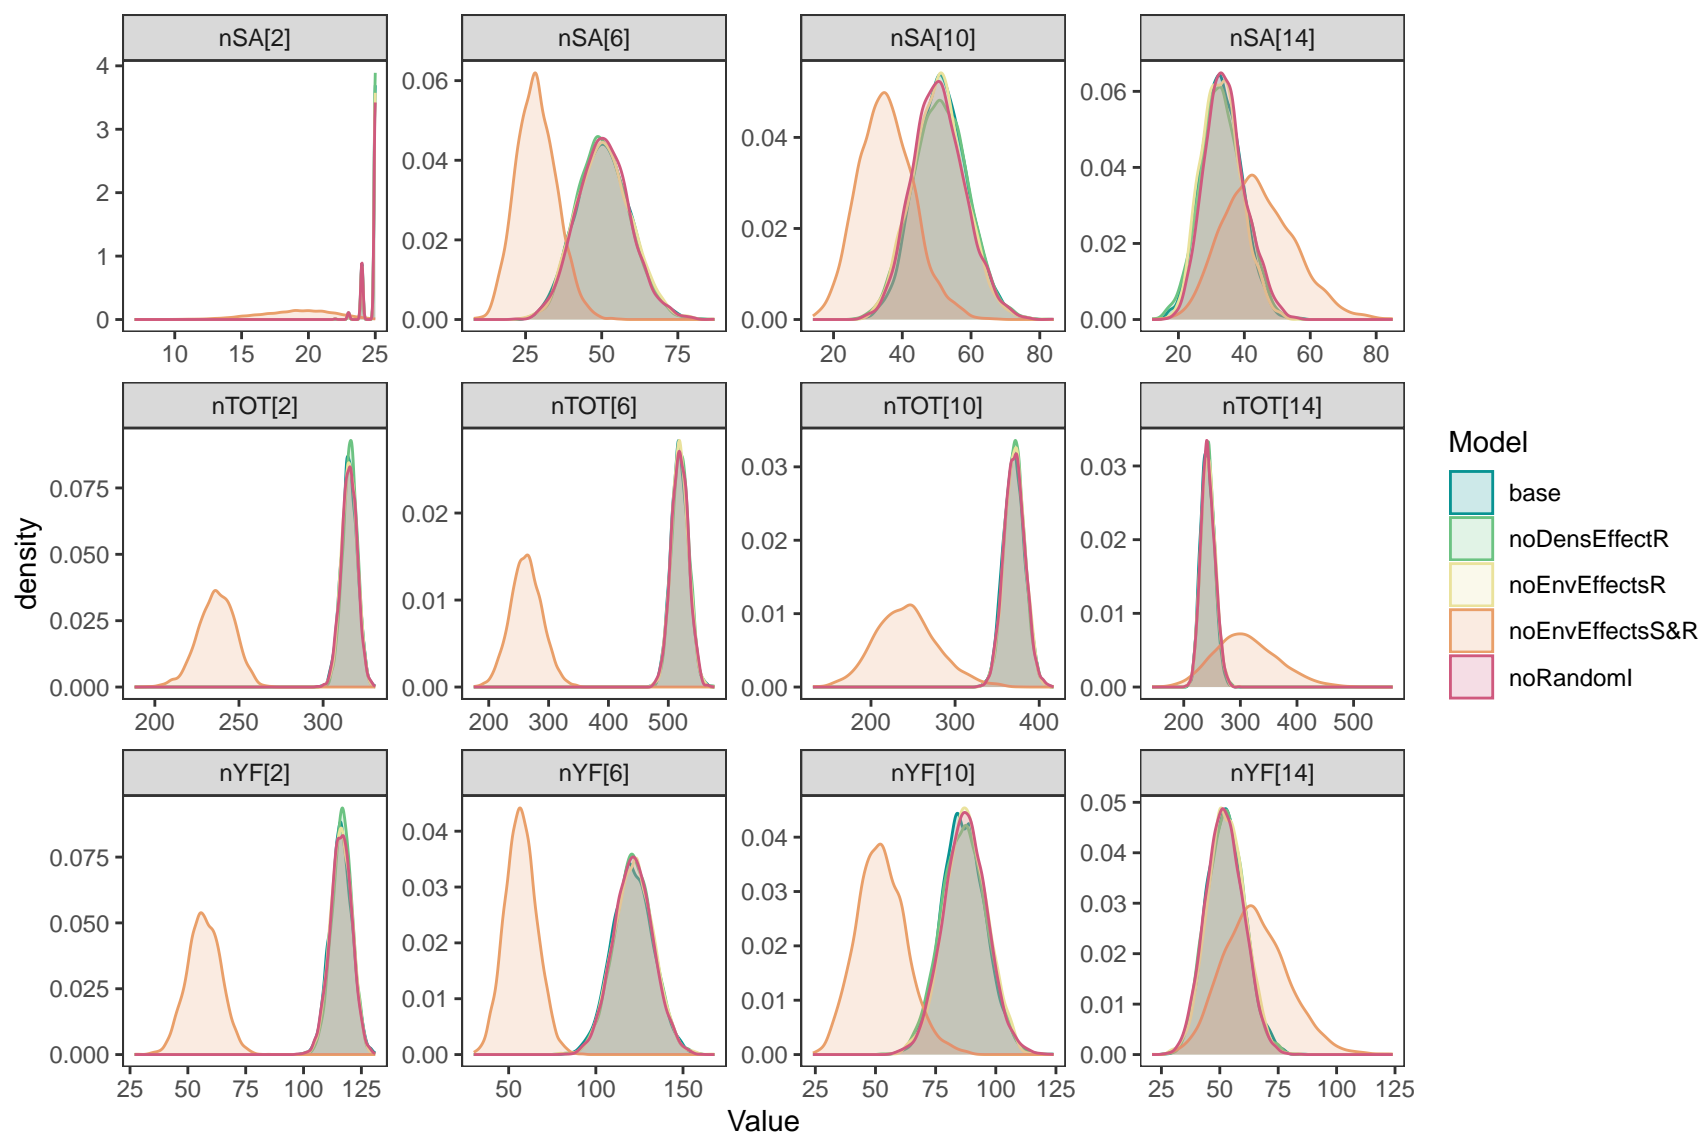 nSA[2] nSA[6] nSA[10] nSA[14]
4 3 2 1 0
0.06 0.04 0.02 0.00
0.04 0.02 0.00
0.06 0.04 0.02 0.00
10 15 20 25
25 50 75
20 40 60 80
20 40 60 80
nTOT[2] nTOT[6] nTOT[10] nTOT[14]
0.075 0.050 0.025 0.000
0.02 0.01 0.00
0.03 0.02 0.01 0.00
0.03 0.02 0.01 0.00
200 250 300
200 300 400 500
200 300 400
200 300 400 500
nYF[2] nYF[6] nYF[10] nYF[14]
0.075 0.050 0.025 0.000
0.04 0.03 0.02 0.01 0.00
0.04 0.03 0.02 0.01 0.00
0.05 0.04 0.03 0.02 0.01 0.00
25 50 75 100 125
50 100 150
25 50 75 100 125
25 50 75 100 125
density
Value
Model
base
noDensEffectR
noEnvEffectsR
noEnvEffectsS&R
noRandomI